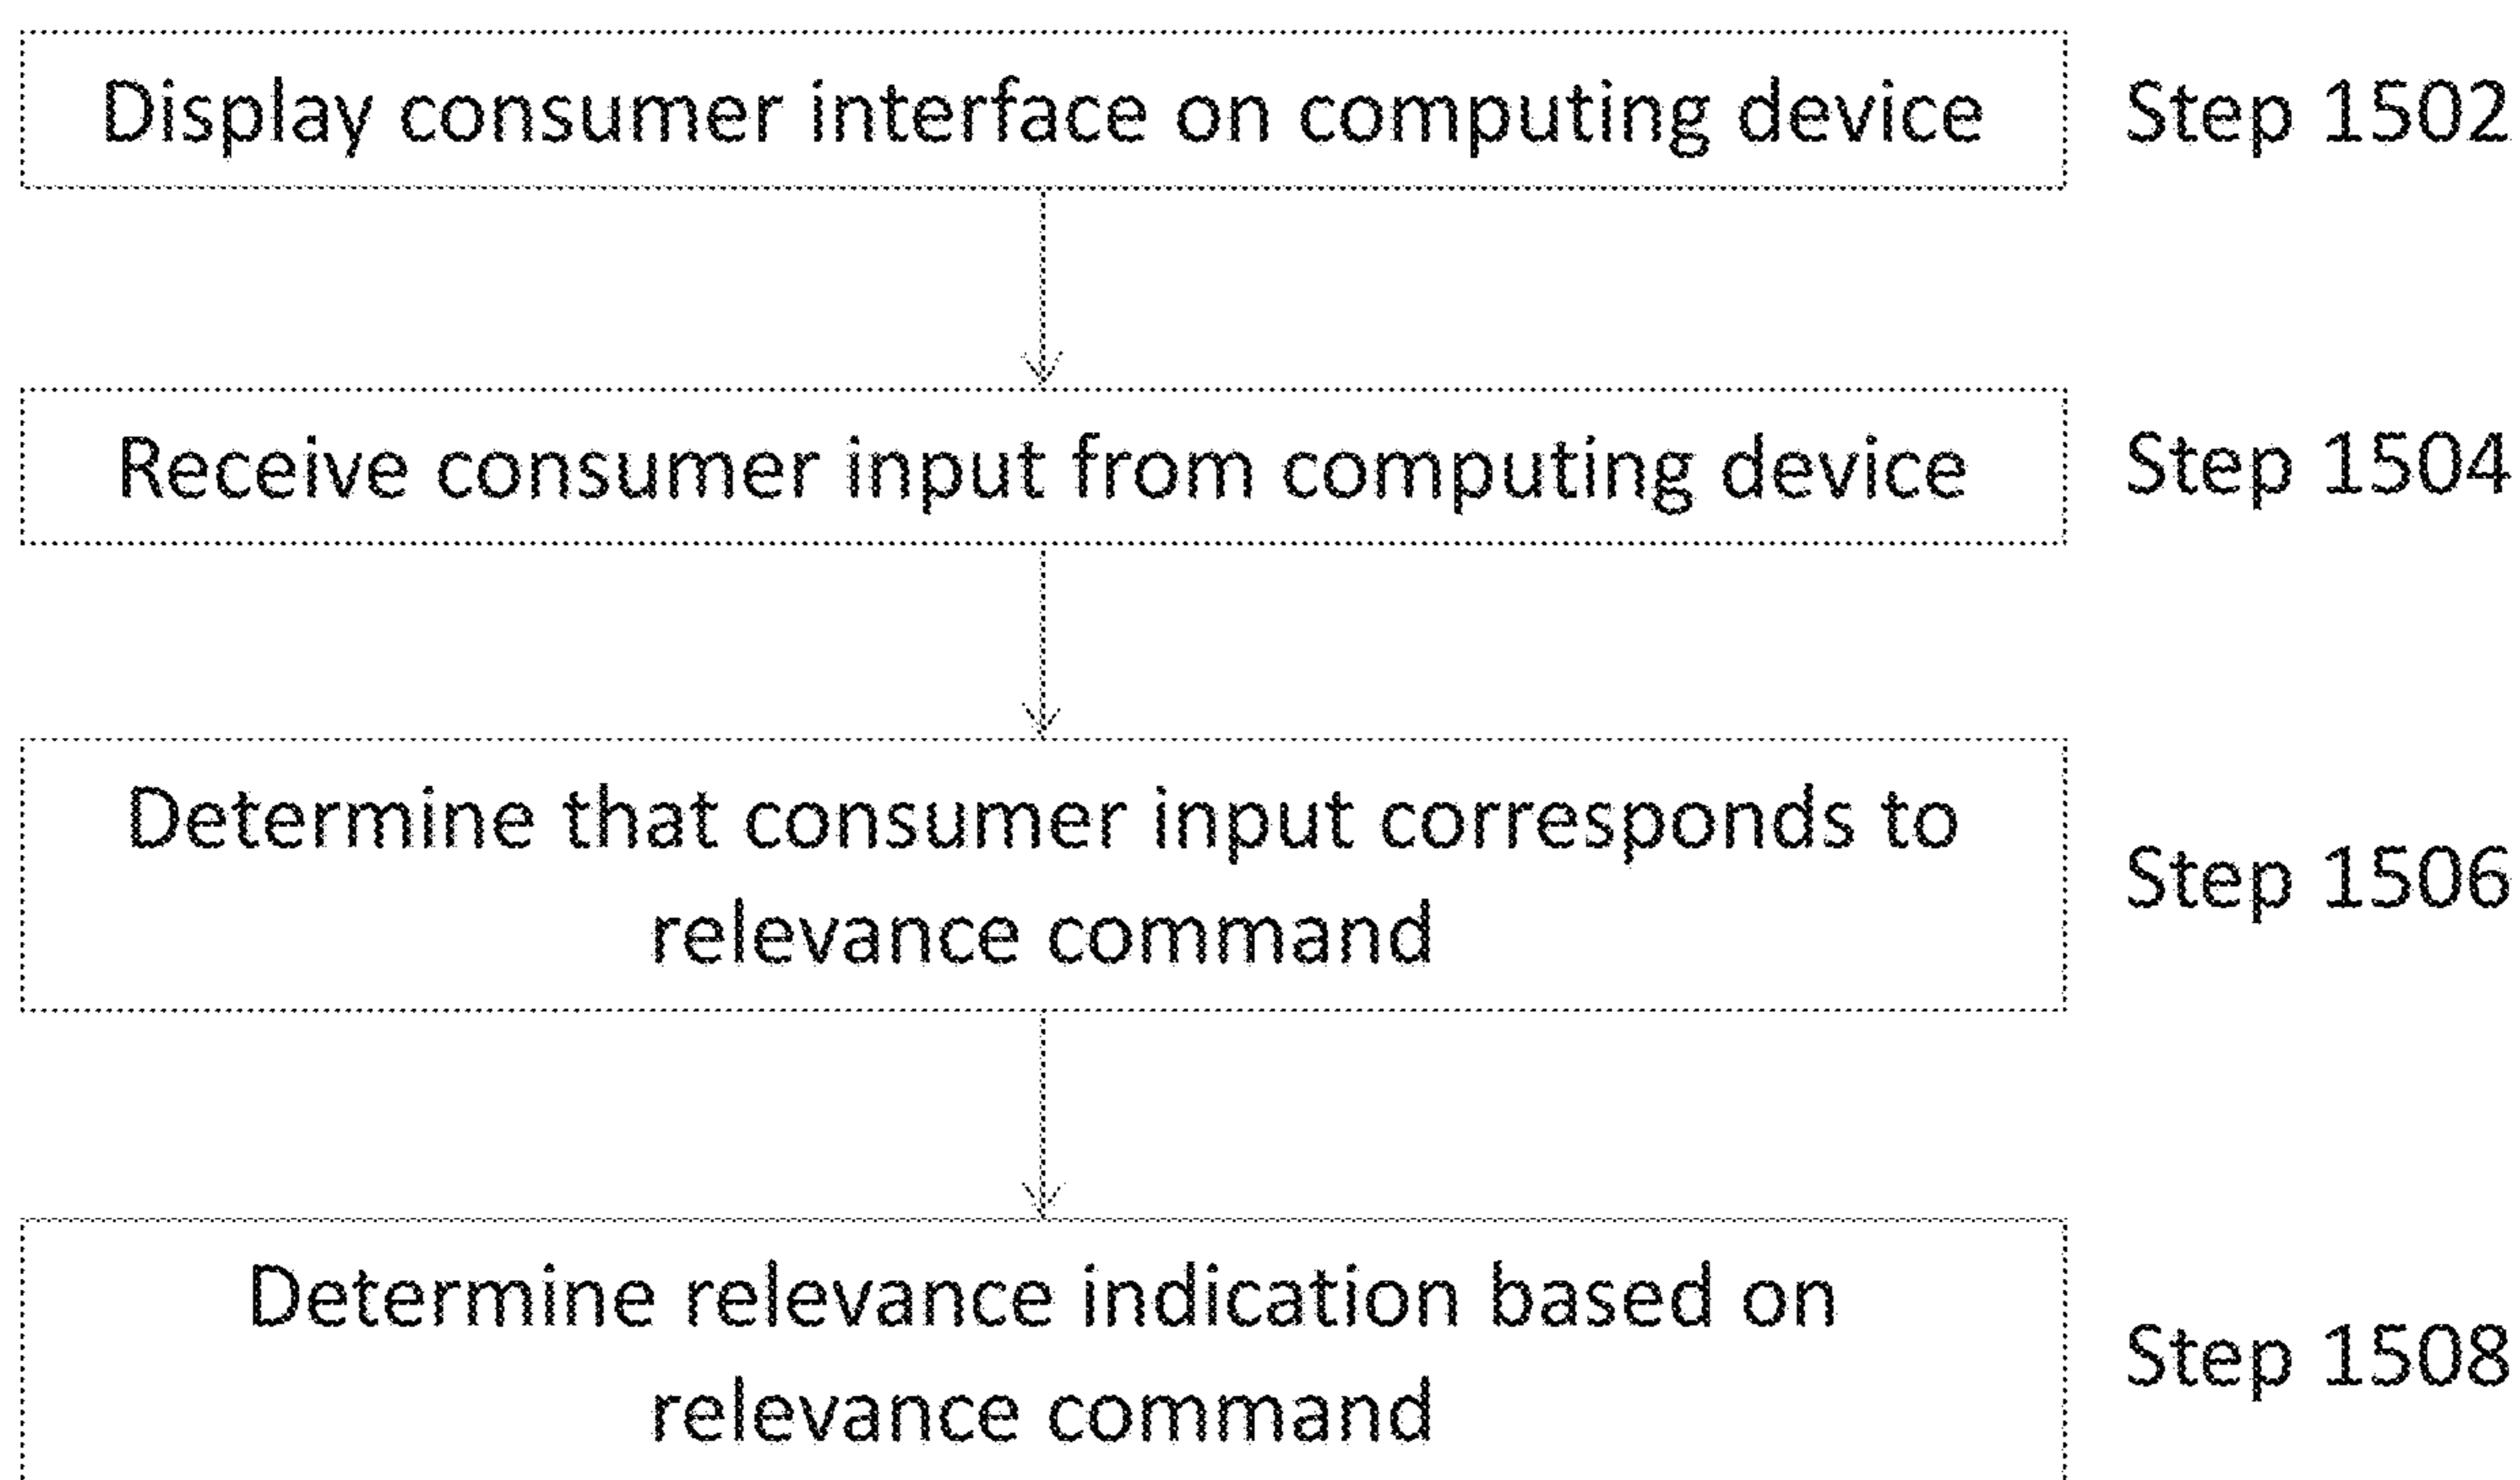 Display consumer interface on computing device
Step 1502
Receive consumer input from computing device
Step 1504
Determine that consumer input corresponds to
relevance command
Step 1506
Determine relevance indication based on
relevance command
Step 1508